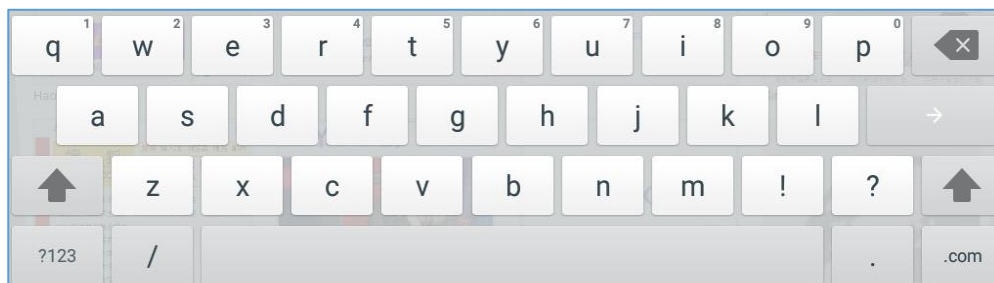 q 1 w 2 e 3 r 4 t 5 y 6 u 7 i 8 o 9 p 0
a s d f g h j k l
z x c v b n m ! ?
?123 / . .com